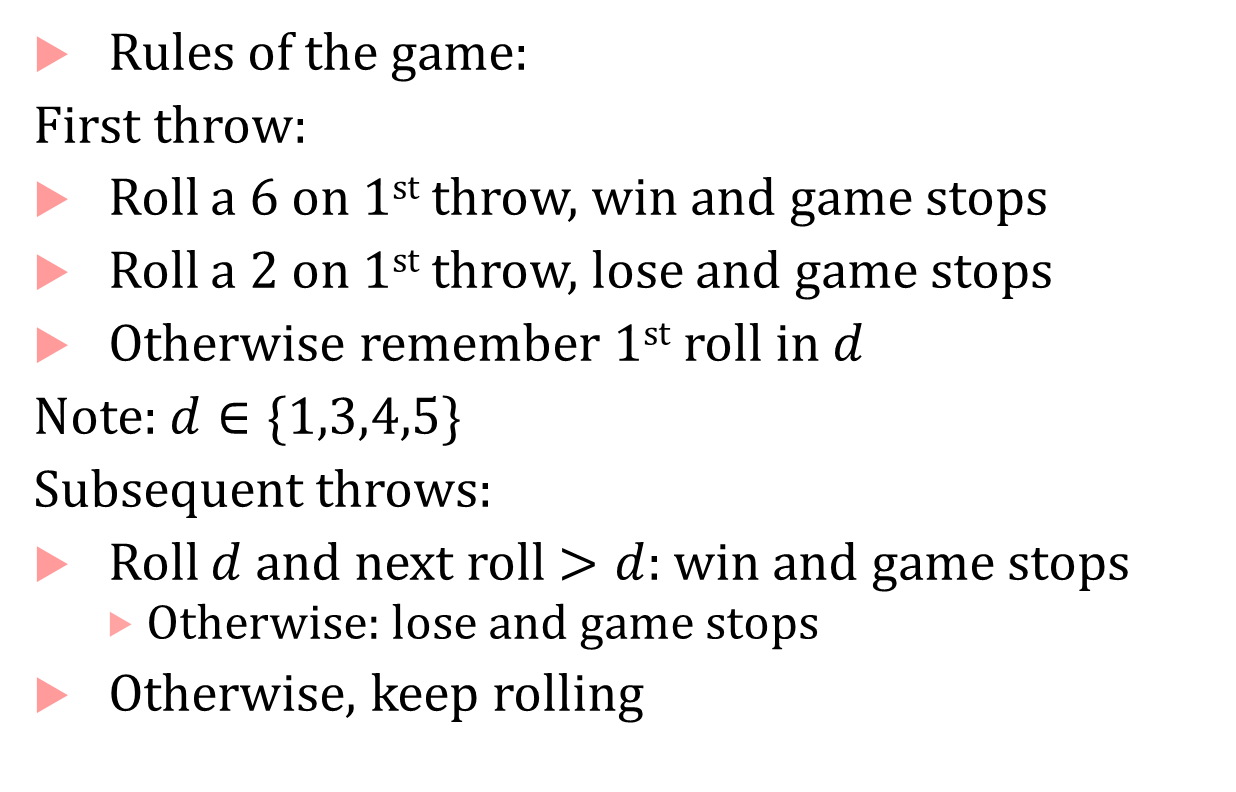 Rules of the game:
First throw:
Roll a 6 on 1st throw, win and game stops
Roll a 2 on 1st throw, lose and game stops
Otherwise remember 1st roll in d
Note: d ∈ {1,3,4,5}
Subsequent throws:
Roll d and next roll > d: win and game stops
Otherwise: lose and game stops
Otherwise, keep rolling